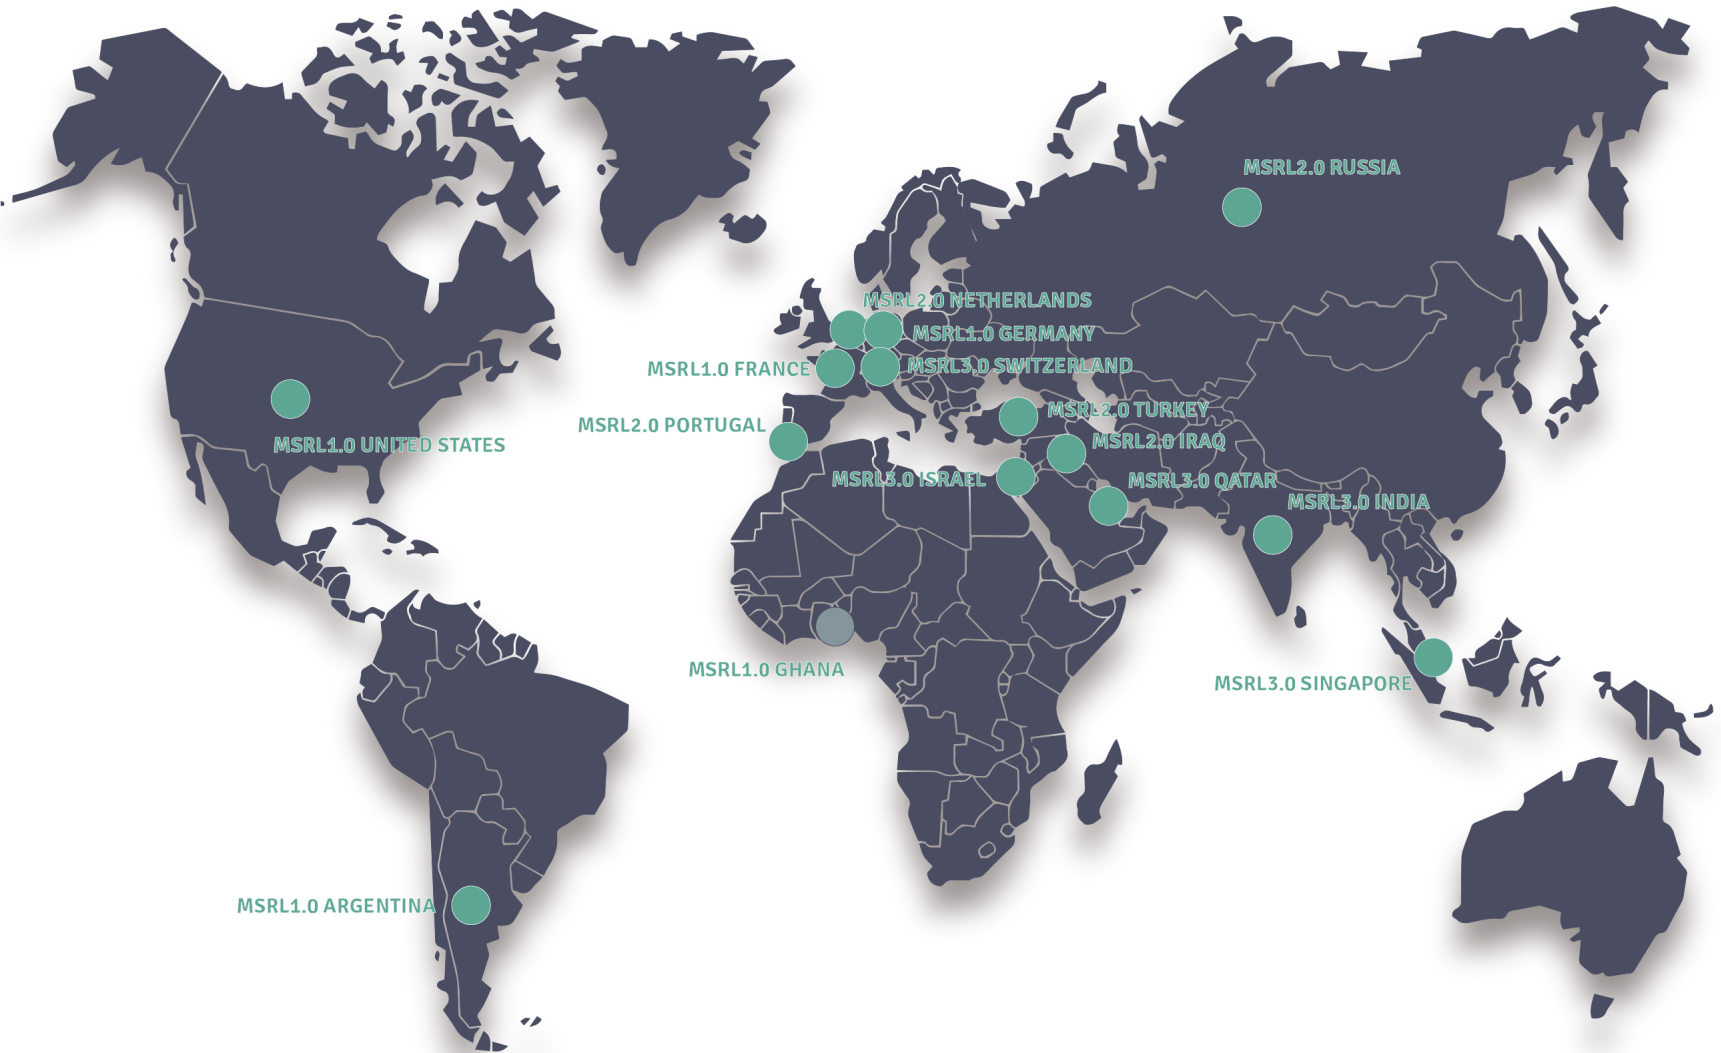 MSRL2.0 RUSSIA
MSRL2.0 NETHERLANDS
MSRL1.0 GERMANY
MSRL1.0 FRANCE
MSRL3.0 SWITZERLAND
MSRL2.0 TURKEY
MSRL2.0 PORTUGAL
MSRL1.0 UNITED STATES
MSRL2.0 IRAQ
MSRL3.0 ISRAEL
MSRL3.0 QATAR
MSRL3.0 INDIA
MSRL1.0 GHANA
MSRL3.0 SINGAPORE
MSRL1.0 ARGENTINA